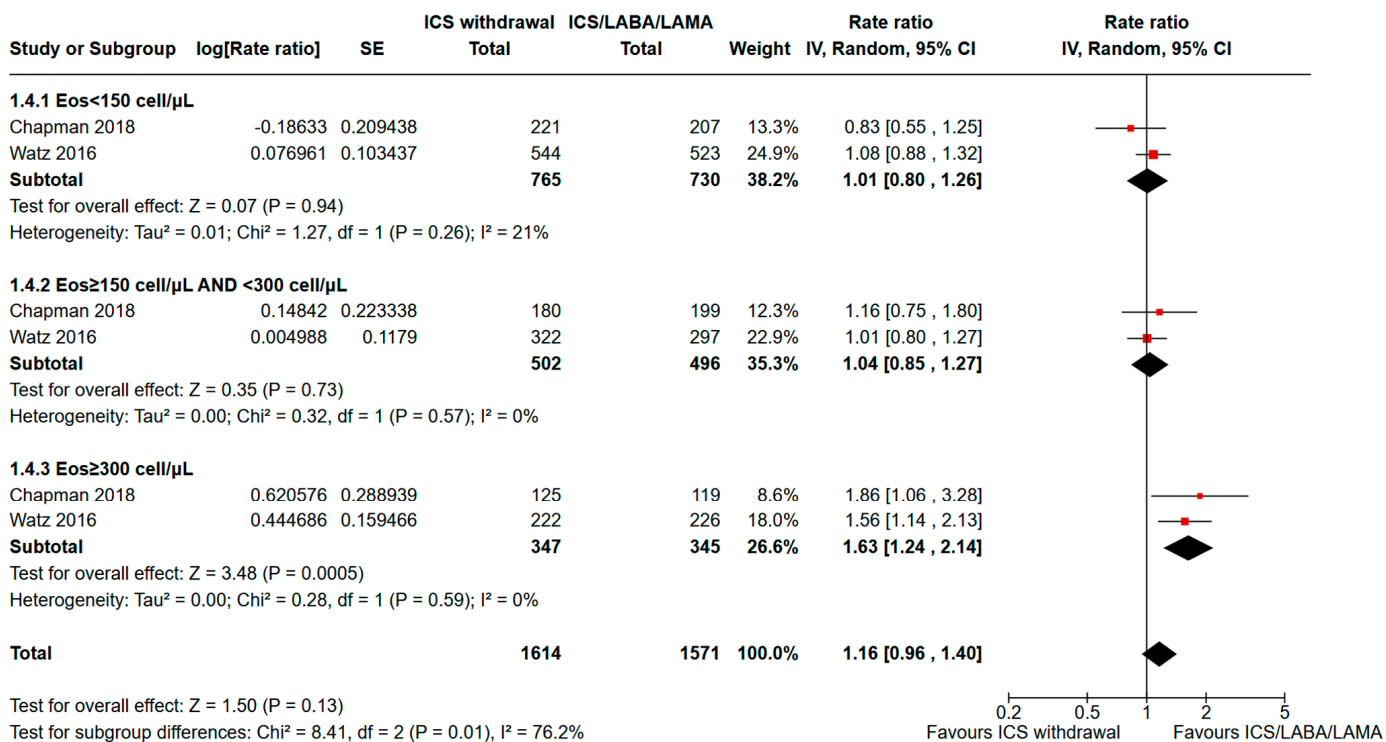 ICS withdrawal ICS/LABA/LAMA Rate ratio Rate ratio
Study or Subgroup log[Rate ratio] SE Total Total Weight IV, Random, 95% CI IV, Random, 95% CI
1.4.1 Eos<150 cell/µL
Chapman 2018 -0.18633 0.209438 221 207 13.3% 0.83 [0.55 , 1.25]
Watz 2016 0.076961 0.103437 544 523 24.9% 1.08 [0.88 , 1.32]
Subtotal 765 730 38.2% 1.01 [0.80 , 1.26]
Test for overall effect: Z = 0.07 (P = 0.94)
Heterogeneity: Tau² = 0.01; Chi² = 1.27, df = 1 (P = 0.26); I² = 21%
1.4.2 Eos≥150 cell/µL AND <300 cell/µL
Chapman 2018 0.14842 0.223338 180 199 12.3% 1.16 [0.75 , 1.80]
Watz 2016 0.004988 0.1179 322 297 22.9% 1.01 [0.80 , 1.27]
Subtotal 502 496 35.3% 1.04 [0.85 , 1.27]
Test for overall effect: Z = 0.35 (P = 0.73)
Heterogeneity: Tau² = 0.00; Chi² = 0.32, df = 1 (P = 0.57); I² = 0%
1.4.3 Eos≥300 cell/µL
Chapman 2018 0.620576 0.288939 125 119 8.6% 1.86 [1.06 , 3.28]
Watz 2016 0.444686 0.159466 222 226 18.0% 1.56 [1.14 , 2.13]
Subtotal 347 345 26.6% 1.63 [1.24 , 2.14]
Test for overall effect: Z = 3.48 (P = 0.0005)
Heterogeneity: Tau² = 0.00; Chi² = 0.28, df = 1 (P = 0.59); I² = 0%
Total 1614 1571 100.0% 1.16 [0.96 , 1.40]
Test for overall effect: Z = 1.50 (P = 0.13)
0.2 0.5 1 2 5
Test for subgroup differences: Chi² = 8.41, df = 2 (P = 0.01), I² = 76.2% Favours ICS withdrawal Favours ICS/LABA/LAMA